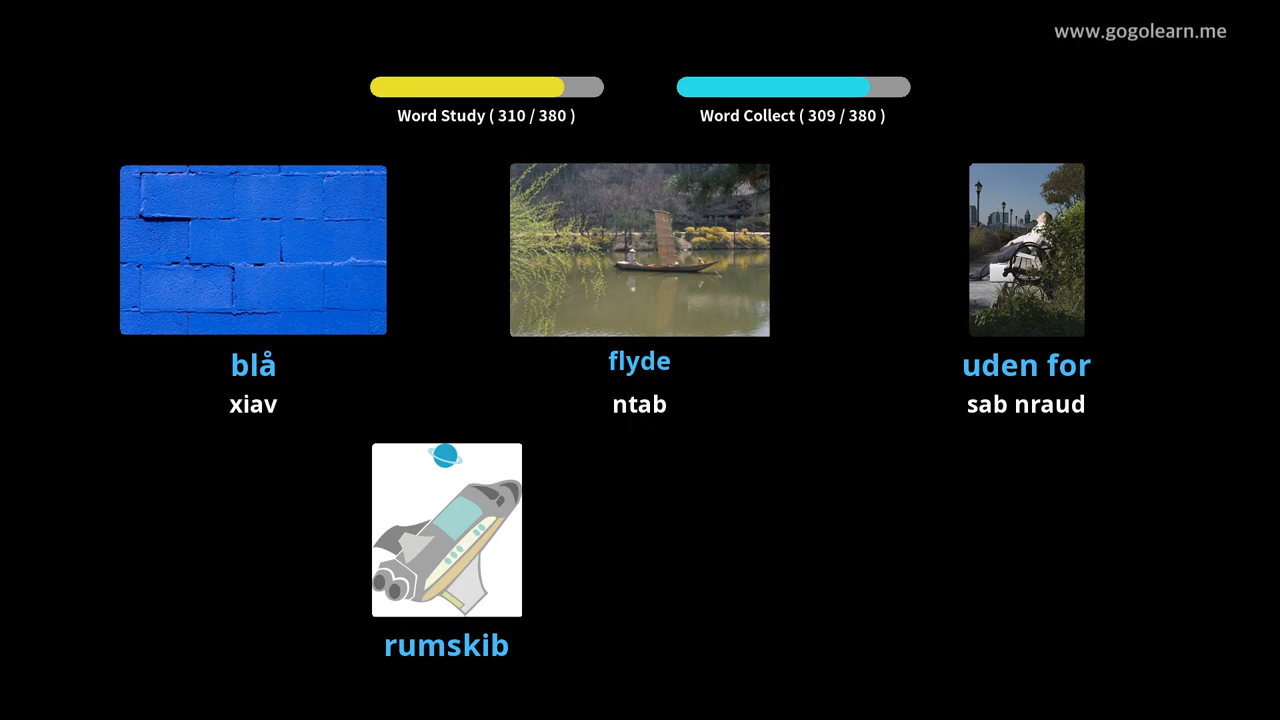 www.gogolearn.me
Word Study ( 310 / 380 )
Word Collect ( 309 / 380 )
blå
flyde
uden for
xiav
ntab
sab nraud
rumskib